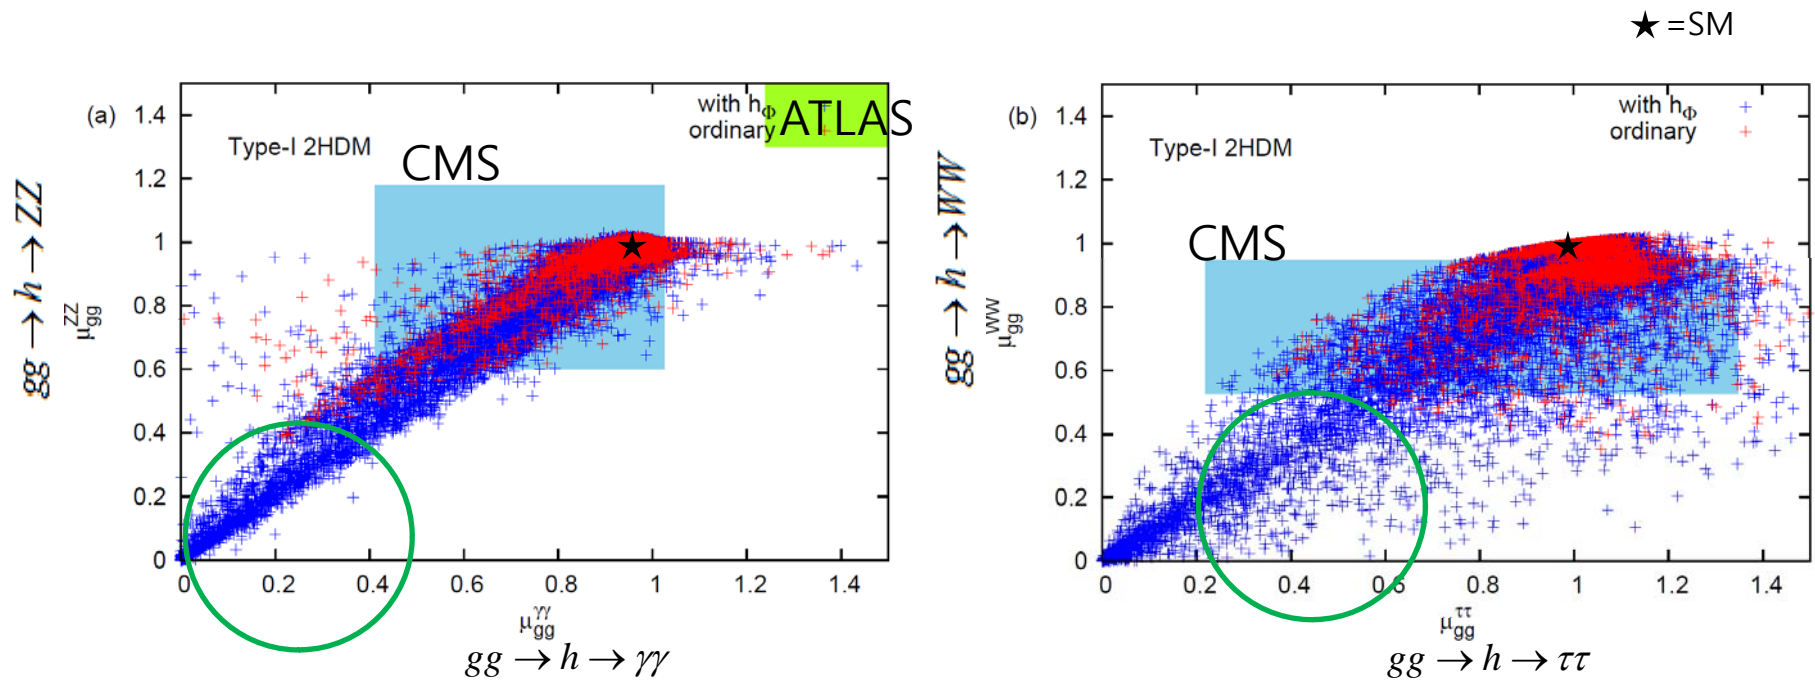 ★ =SM
(a)
Type-I 2HDM
with h_Φ
ordinary
ATLAS
CMS
1.4
1.2
1
0.8
0.6
0.4
0.2
0
0 0.2 0.4 0.6 0.8 1 1.2 1.4
μ_gg^ZZ
gg → h → ZZ
μ_gg^γγ
gg → h → γγ
(b)
Type-I 2HDM
with h_Φ
ordinary
CMS
1.4
1.2
1
0.8
0.6
0.4
0.2
0
0 0.2 0.4 0.6 0.8 1 1.2 1.4
μ_gg^WW
gg → h → WW
μ_gg^ττ
gg → h → ττ